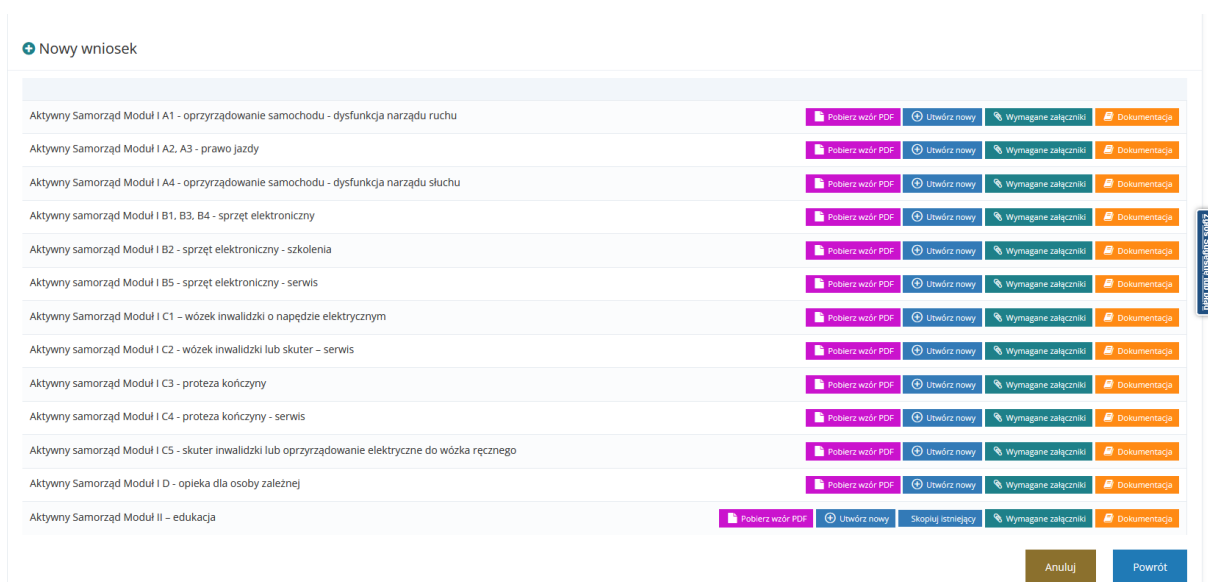 Nowy wniosek
Aktywny Samorząd Moduł I A1 - oprzyrządowanie samochodu - dysfunkcja narządu ruchu Pobierz wzór PDF Utwórz nowy Wymagane załączniki Dokumentacja
Aktywny Samorząd Moduł I A2, A3 - prawo jazdy Pobierz wzór PDF Utwórz nowy Wymagane załączniki Dokumentacja
Aktywny Samorząd Moduł I A4 - oprzyrządowanie samochodu - dysfunkcja narządu słuchu Pobierz wzór PDF Utwórz nowy Wymagane załączniki Dokumentacja
Aktywny samorząd Moduł I B1, B3, B4 - sprzęt elektroniczny Pobierz wzór PDF Utwórz nowy Wymagane załączniki Dokumentacja
Aktywny samorząd Moduł I B2 - sprzęt elektroniczny - szkolenia Pobierz wzór PDF Utwórz nowy Wymagane załączniki Dokumentacja
Aktywny samorząd Moduł I B5 - sprzęt elektroniczny - serwis Pobierz wzór PDF Utwórz nowy Wymagane załączniki Dokumentacja
Aktywny samorząd Moduł I C1 – wózek inwalidzki o napędzie elektrycznym Pobierz wzór PDF Utwórz nowy Wymagane załączniki Dokumentacja
Aktywny samorząd Moduł I C2 - wózek inwalidzki lub skuter – serwis Pobierz wzór PDF Utwórz nowy Wymagane załączniki Dokumentacja
Aktywny samorząd Moduł I C3 - proteza kończyny Pobierz wzór PDF Utwórz nowy Wymagane załączniki Dokumentacja
Aktywny samorząd Moduł I C4 - proteza kończyny - serwis Pobierz wzór PDF Utwórz nowy Wymagane załączniki Dokumentacja
Aktywny samorząd Moduł I C5 - skuter inwalidzki lub oprzyrządowanie elektryczne do wózka ręcznego Pobierz wzór PDF Utwórz nowy Wymagane załączniki Dokumentacja
Aktywny Samorząd Moduł I D - opieka dla osoby zależnej Pobierz wzór PDF Utwórz nowy Wymagane załączniki Dokumentacja
Aktywny Samorząd Moduł II – edukacja Pobierz wzór PDF Utwórz nowy Skopiuj istniejący Wymagane załączniki Dokumentacja
Anuluj Powrót